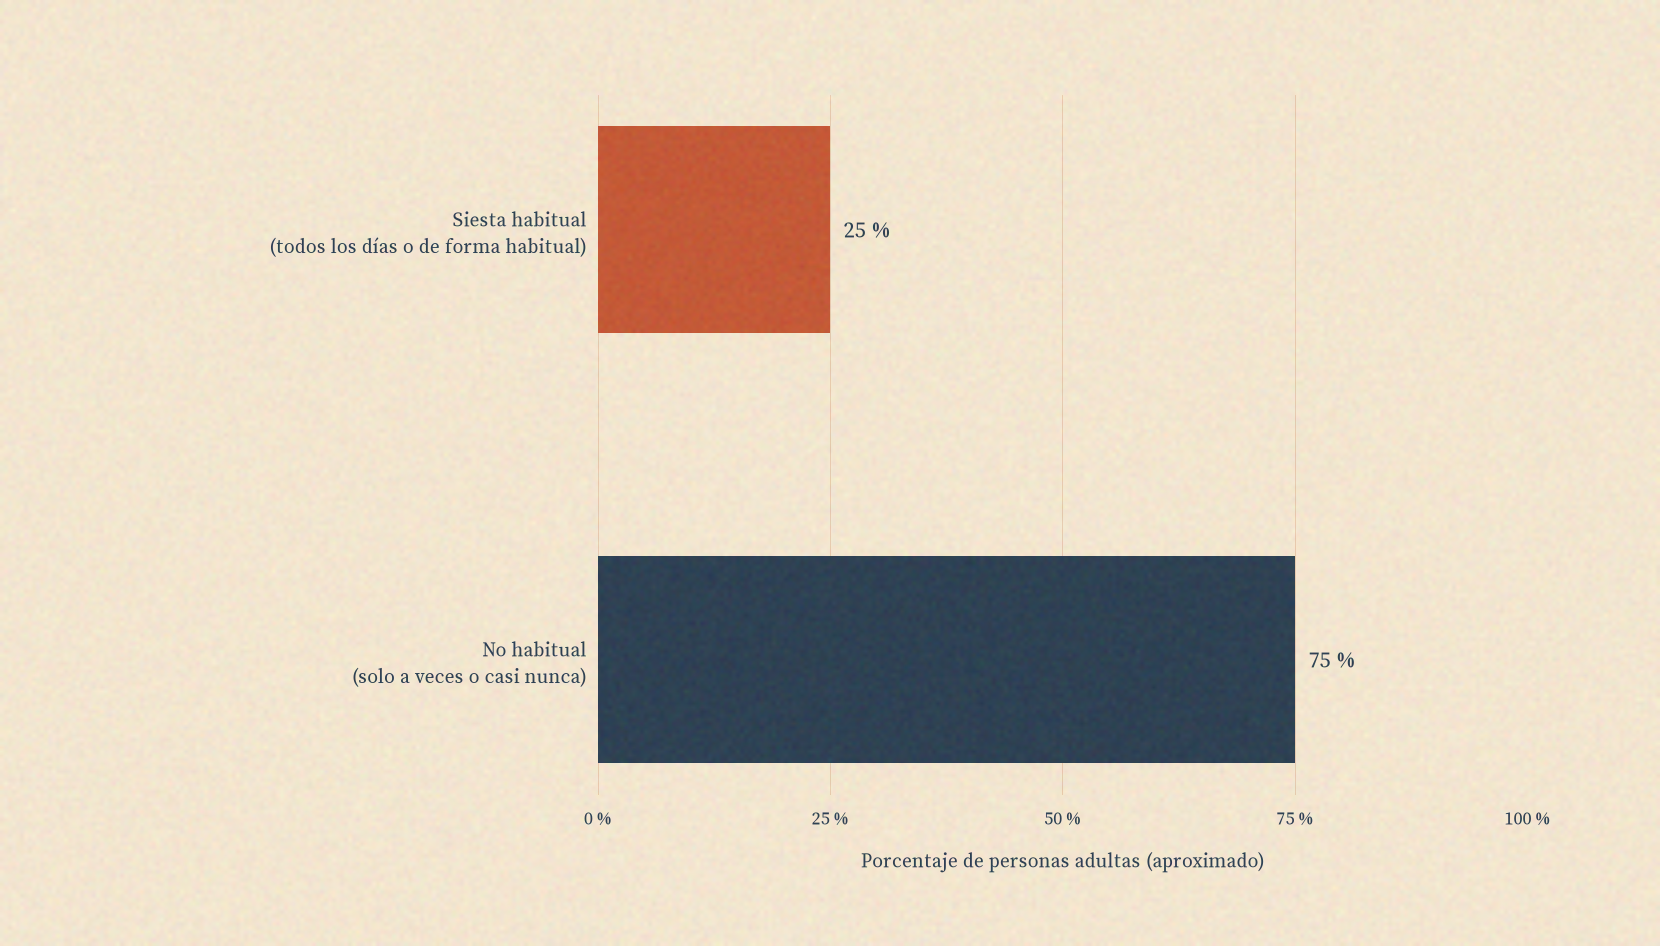 Siesta habitual
(todos los días o de forma habitual)
25 %
No habitual
(solo a veces o casi nunca)
75 %
0 %
25 %
50 %
75 %
100 %
Porcentaje de personas adultas (aproximado)